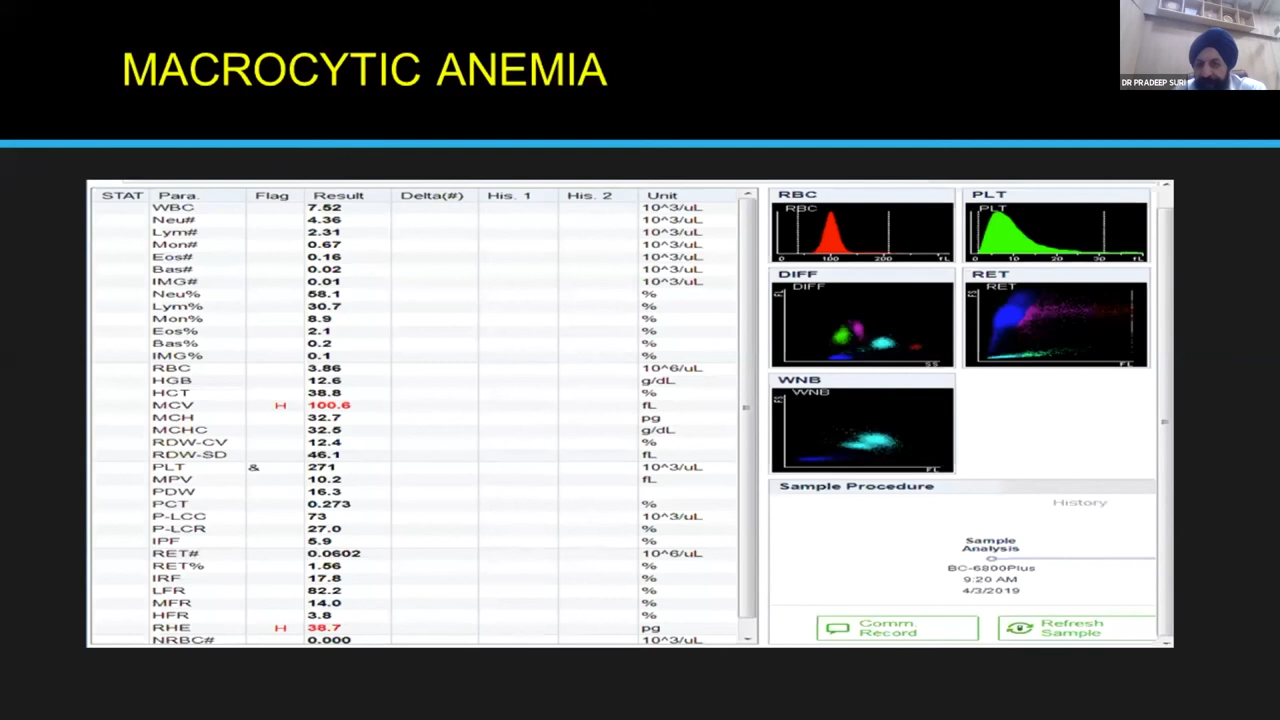 MACROCYTIC ANEMIA
DR PRADEEP SURI
STAT Para. Flag Result Delta(#) His. 1 His. 2 Unit
WBC 7.52 10^3/uL
Neu# 4.36 10^3/uL
Lym# 2.31 10^3/uL
Mon# 0.67 10^3/uL
Eos# 0.16 10^3/uL
Bas# 0.02 10^3/uL
IMG# 0.01 10^3/uL
Neu% 58.1 %
Lym% 30.7 %
Mon% 8.9 %
Eos% 2.1 %
Bas% 0.2 %
IMG% 0.1 %
RBC 3.86 10^6/uL
HGB 12.6 g/dL
HCT 38.8 %
MCV H 100.6 fL
MCH 32.7 pg
MCHC 32.5 g/dL
RDW-CV 12.4 %
RDW-SD 46.1 fL
PLT & 271 10^3/uL
MPV 10.2 fL
PDW 16.3
PCT 0.273 %
P-LCC 73 10^3/uL
P-LCR 27.0 %
IPF 5.9 %
RET# 0.0602 10^6/uL
RET% 1.56 %
IRF 17.8 %
LFR 82.2 %
MFR 14.0 %
HFR 3.8 %
RHE H 38.7 pg
NRBC# 0.000 10^3/uL
RBC
RBC
0 100 200 fL
PLT
PLT
0 10 20 30 fL
DIFF
DIFF
FL
SS
RET
RET
FS
FL
WNB
WNB
FS
FL
Sample Procedure
History
Sample
Analysis
BC-6800Plus
9:20 AM
4/3/2019
Comm.
Record
Refresh
Sample